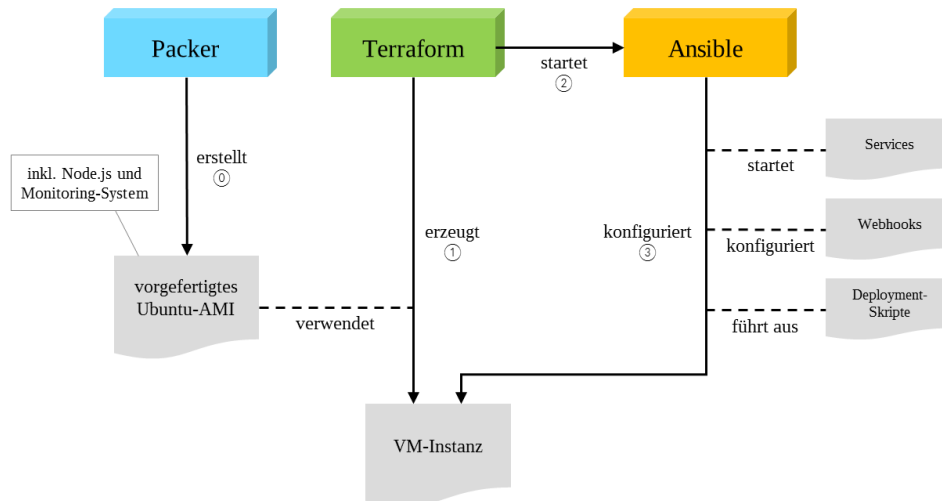 Packer
Terraform
Ansible
startet
②
erstellt
⓪
inkl. Node.js und
Monitoring-System
Services
startet
erzeugt
①
konfiguriert
③
Webhooks
konfiguriert
vorgefertigtes
Ubuntu-AMI
verwendet
Deployment-
Skripte
führt aus
VM-Instanz